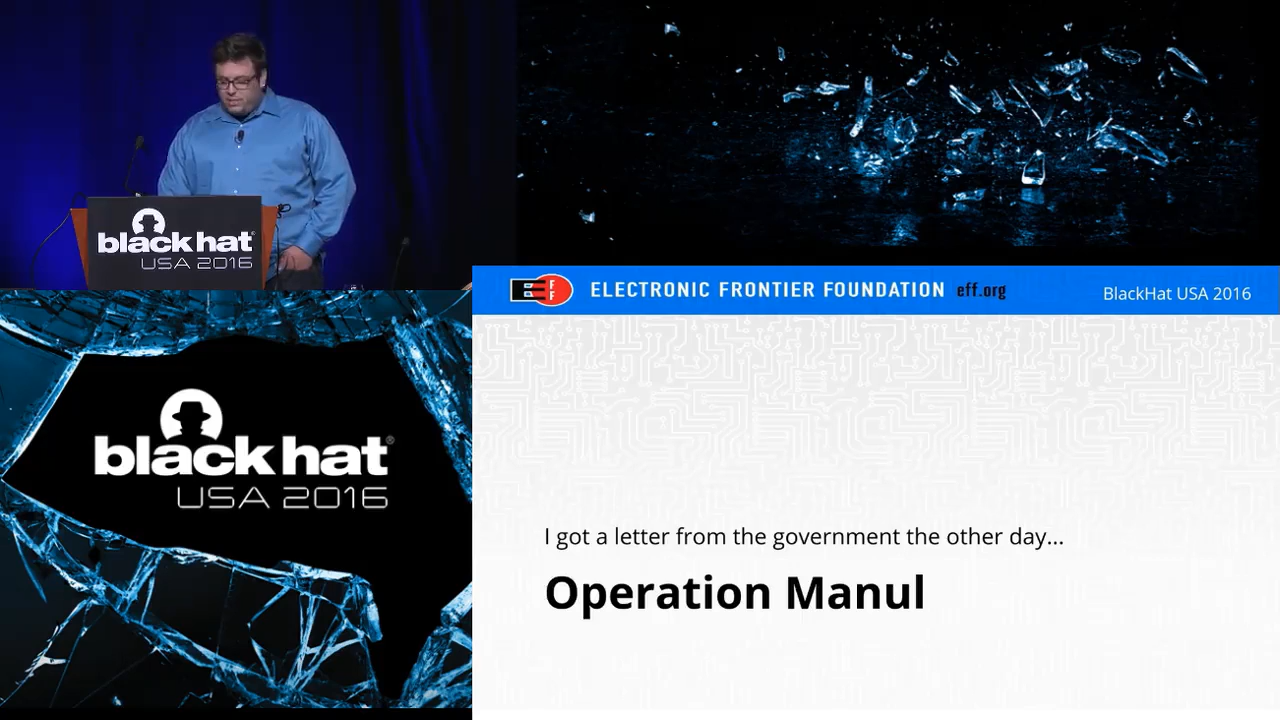 black hat
USA 2016
black hat®
USA 2016
EFF
ELECTRONIC FRONTIER FOUNDATION eff.org
BlackHat USA 2016
I got a letter from the government the other day...
Operation Manul